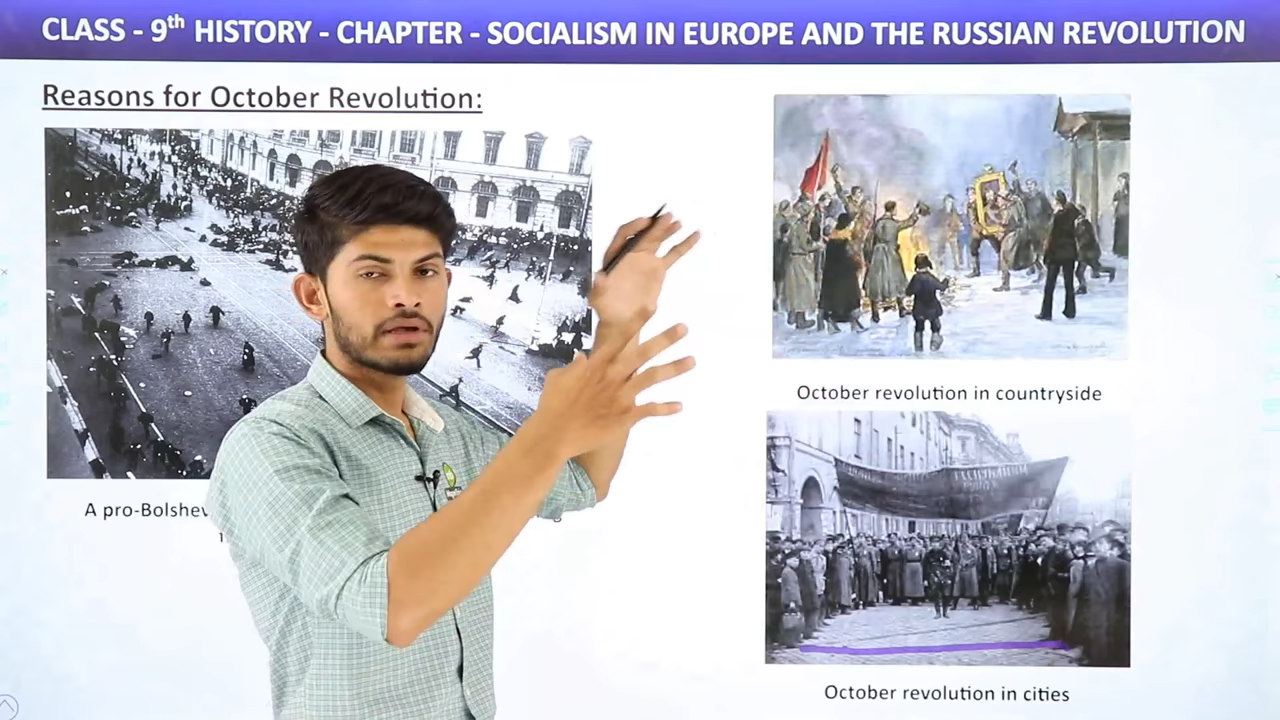 CLASS - 9th HISTORY - CHAPTER - SOCIALISM IN EUROPE AND THE RUSSIAN REVOLUTION
Reasons for October Revolution:
A pro-Bolshev
October revolution in countryside
October revolution in cities